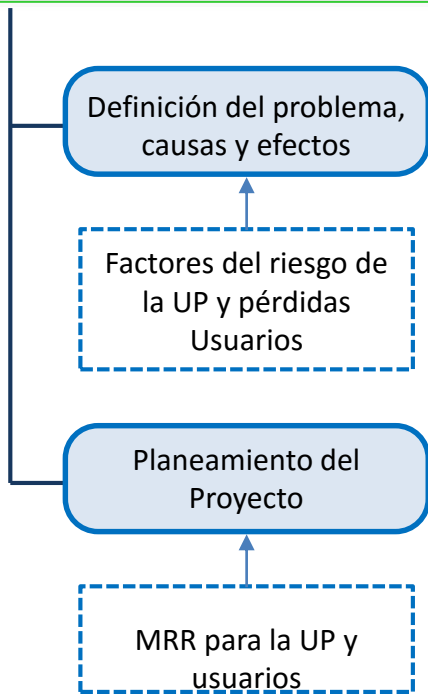 Definición del problema,
causas y efectos
Factores del riesgo de
la UP y pérdidas
Usuarios
Planeamiento del
Proyecto
MRR para la UP y
usuarios